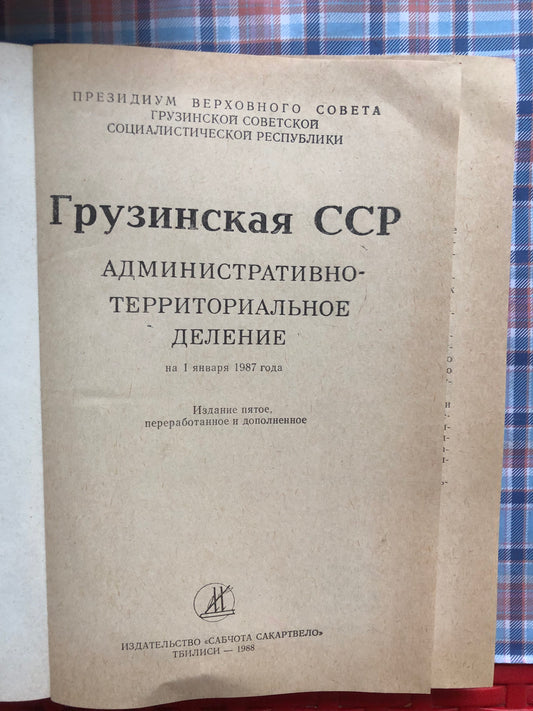 ПРЕЗИДИУМ ВЕРХОВНОГО СОВЕТА
ГРУЗИНСКОЙ СОВЕТСКОЙ
СОЦИАЛИСТИЧЕСКОЙ РЕСПУБЛИКИ
Грузинская ССР
АДМИНИСТРАТИВНО-
ТЕРРИТОРИАЛЬНОЕ
ДЕЛЕНИЕ
на 1 января 1987 года
Издание пятое,
переработанное и дополненное
ИЗДАТЕЛЬСТВО «САБЧОТА САКАРТВЕЛО»
ТБИЛИСИ — 1988